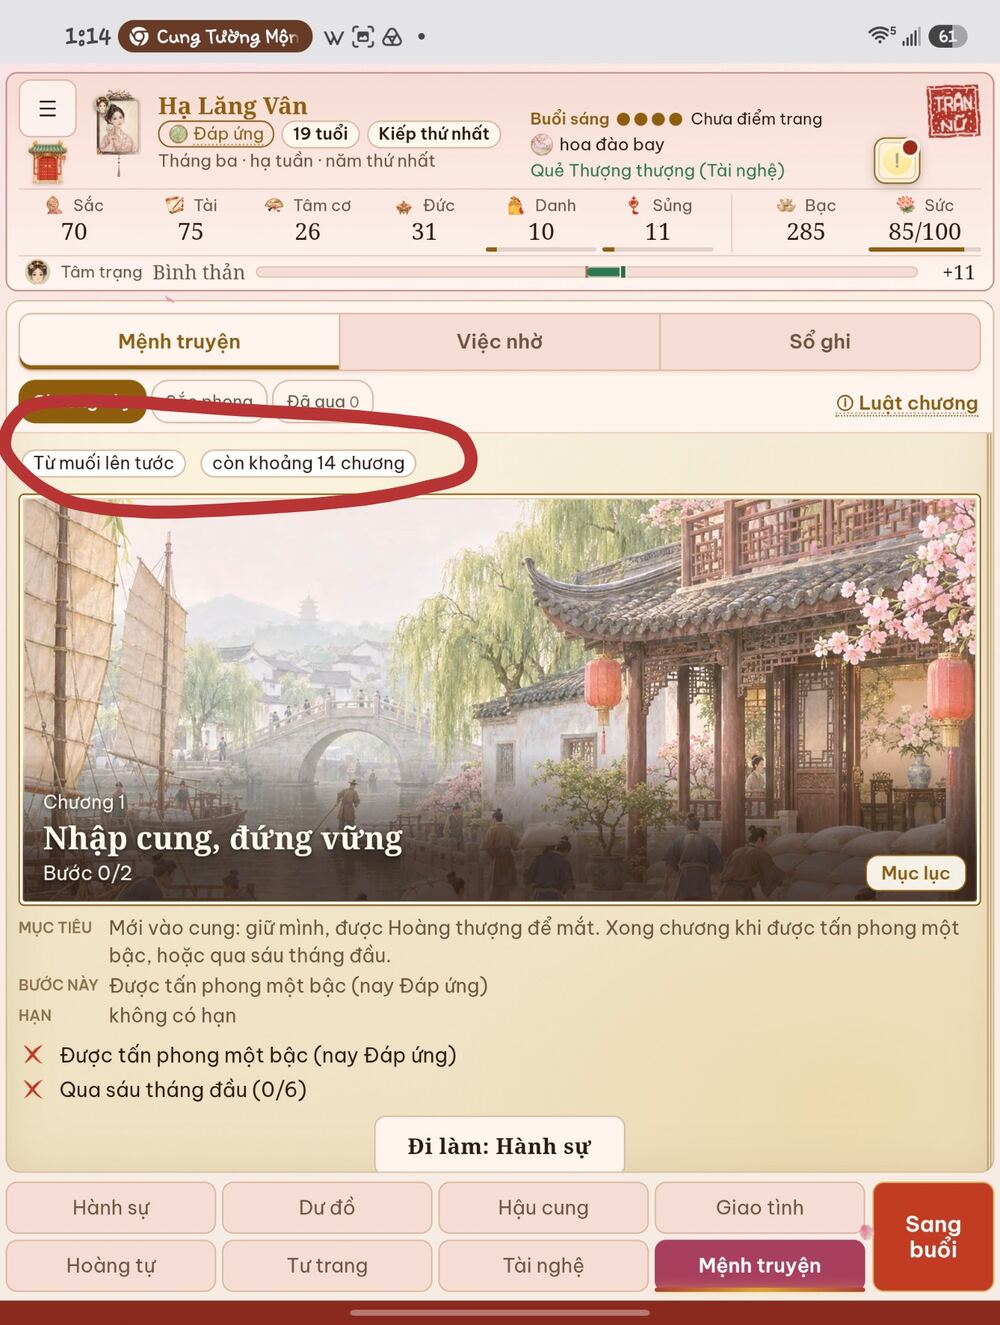 1:14 Cung Tường Mộn 61
Hạ Lăng Vân
Đáp ứng 19 tuổi Kiếp thứ nhất
Tháng ba · hạ tuần · năm thứ nhất
Buổi sáng Chưa điểm trang
hoa đào bay
Quẻ Thượng thượng (Tài nghệ)
TRÂN
NỮ
Sắc Tài Tâm cơ Đức Danh Sủng Bạc Sức
70 75 26 31 10 11 285 85/100
Tâm trạng Bình thản +11
Mệnh truyện Việc nhờ Sổ ghi
Sắc phong Đã qua 0 Luật chương
Từ muối lên tước còn khoảng 14 chương
Chương 1
Nhập cung, đứng vững
Bước 0/2
Mục lục
MỤC TIÊU Mới vào cung: giữ mình, được Hoàng thượng để mắt. Xong chương khi được tấn phong một
bậc, hoặc qua sáu tháng đầu.
BƯỚC NÀY Được tấn phong một bậc (nay Đáp ứng)
HẠN không có hạn
Được tấn phong một bậc (nay Đáp ứng)
Qua sáu tháng đầu (0/6)
Đi làm: Hành sự
Hành sự Dư đồ Hậu cung Giao tình
Hoàng tự Tư trang Tài nghệ Mệnh truyện
Sang
buổi